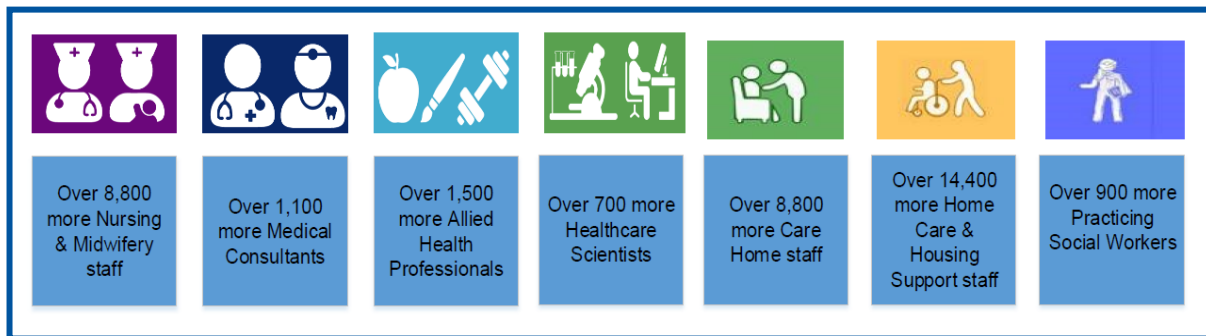 Over 8,800
more Nursing
& Midwifery
staff
Over 1,100
more Medical
Consultants
Over 1,500
more Allied
Health
Professionals
Over 700 more
Healthcare
Scientists
Over 8,800
more Care
Home staff
Over 14,400
more Home
Care &
Housing
Support staff
Over 900 more
Practicing
Social Workers